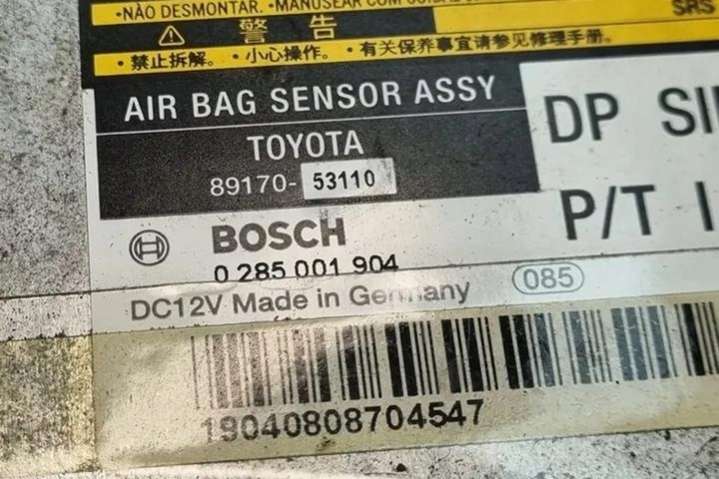 •NÃO DESMONTAR. •MANUSEAR COM
SRS
警告
•禁止拆解。 •小心操作。 •有关保养事宜请参见修理手册.
AIR BAG SENSOR ASSY
TOYOTA
89170- 53110
DP
P/T
BOSCH
0 285 001 904
DC12V Made in Germany 085
19040808704547